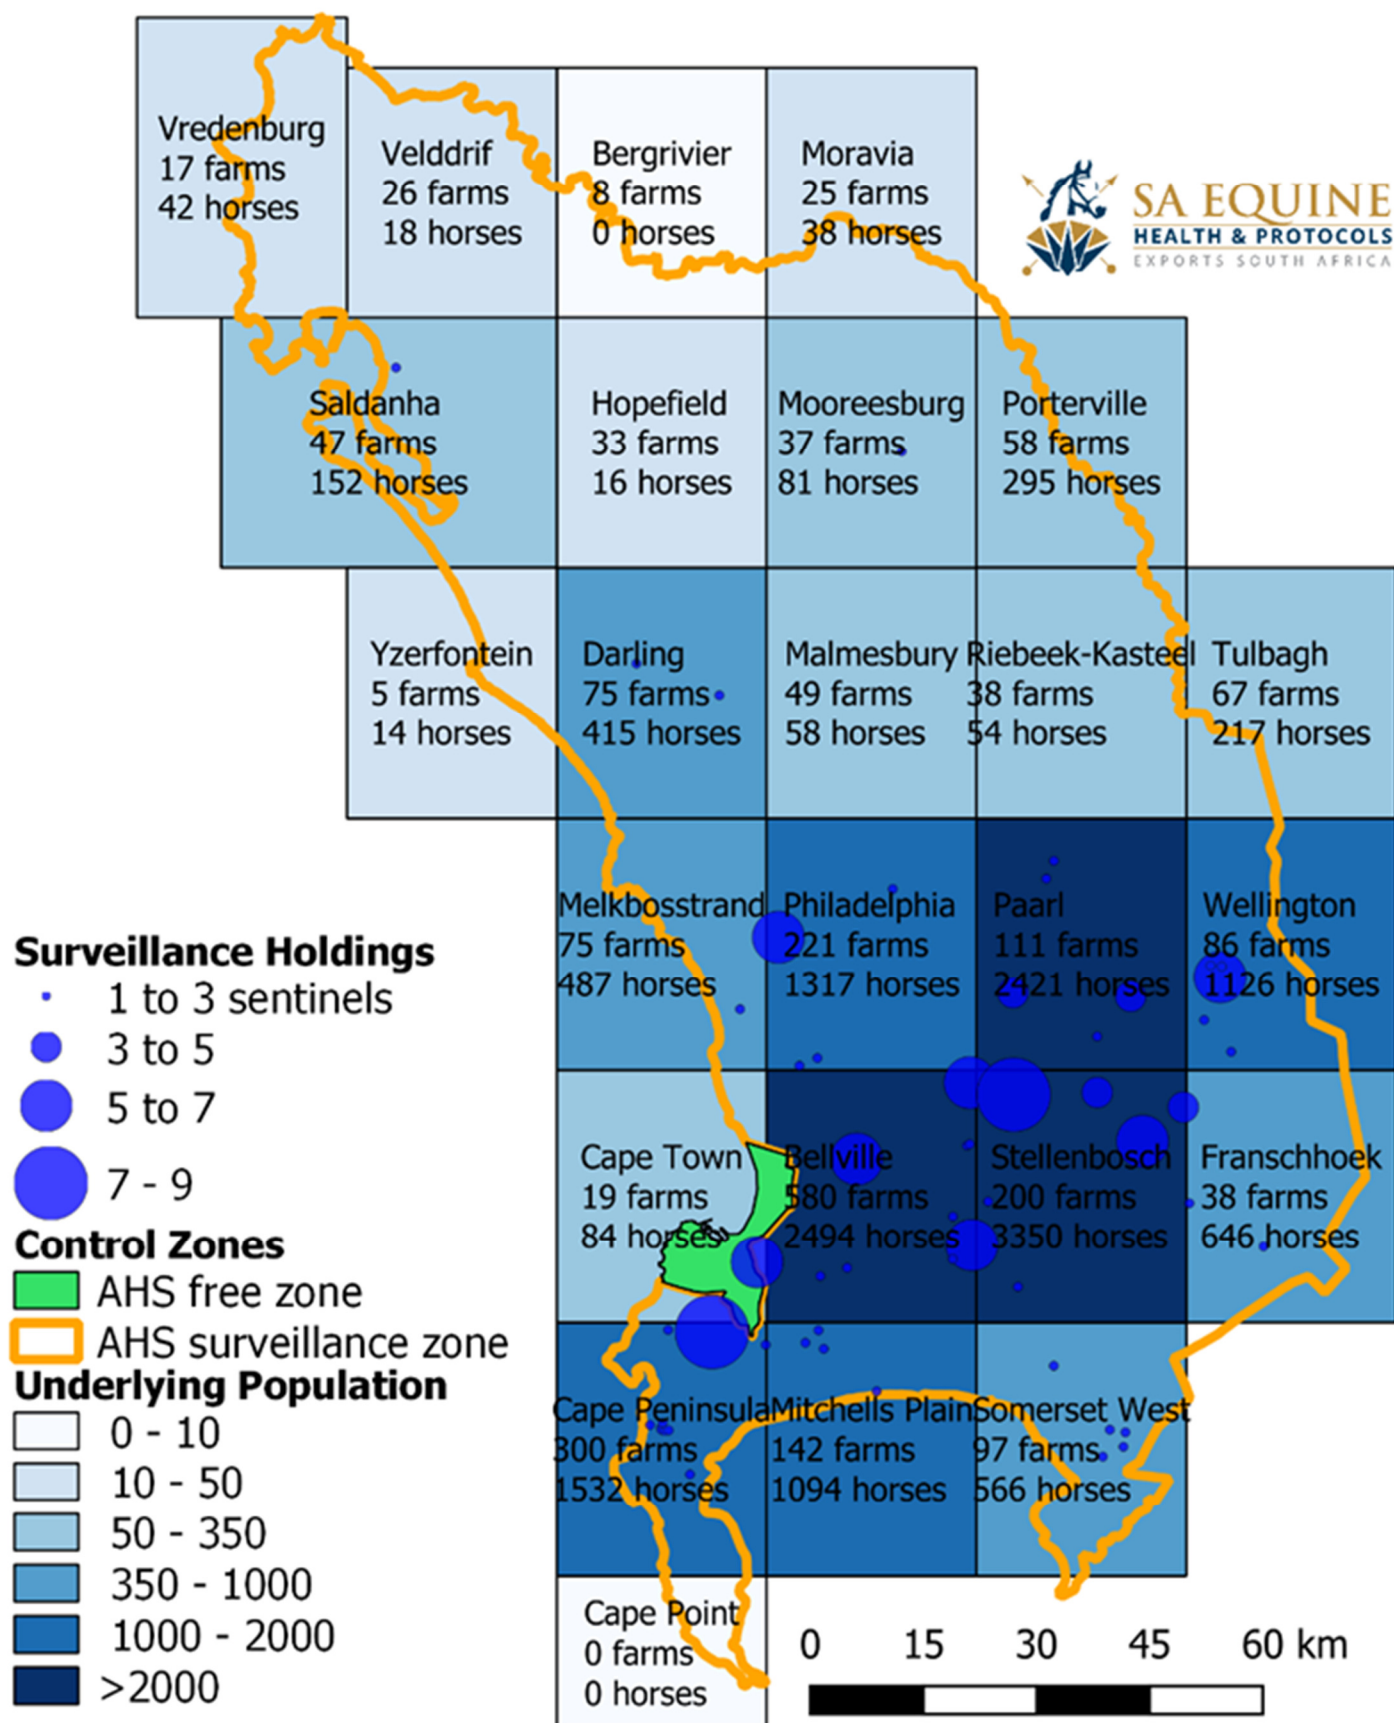 Vredenburg
17 farms
42 horses
Velddrif
26 farms
18 horses
Bergrivier
8 farms
0 horses
Moravia
25 farms
38 horses
SA EQUINE
HEALTH & PROTOCOLS
EXPORTS SOUTH AFRICA
Saldanha
47 farms
152 horses
Hopefield
33 farms
16 horses
Mooreesburg
37 farms
81 horses
Porterville
58 farms
295 horses
Yzerfontein
5 farms
14 horses
Darling
75 farms
415 horses
Malmesbury
49 farms
58 horses
Riebeek-Kasteel
38 farms
54 horses
Tulbagh
67 farms
217 horses
Melkbosstrand
75 farms
487 horses
Philadelphia
221 farms
1317 horses
Paarl
111 farms
2421 horses
Wellington
86 farms
1126 horses
Cape Town
19 farms
84 horses
Bellville
580 farms
2494 horses
Stellenbosch
200 farms
3350 horses
Franschhoek
38 farms
646 horses
Cape Peninsula
300 farms
1532 horses
Mitchells Plain
142 farms
1094 horses
Somerset West
97 farms
566 horses
Cape Point
0 farms
0 horses
Surveillance Holdings
1 to 3 sentinels
3 to 5
5 to 7
7 - 9
Control Zones
AHS free zone
AHS surveillance zone
Underlying Population
0 - 10
10 - 50
50 - 350
350 - 1000
1000 - 2000
>2000
0 15 30 45 60 km